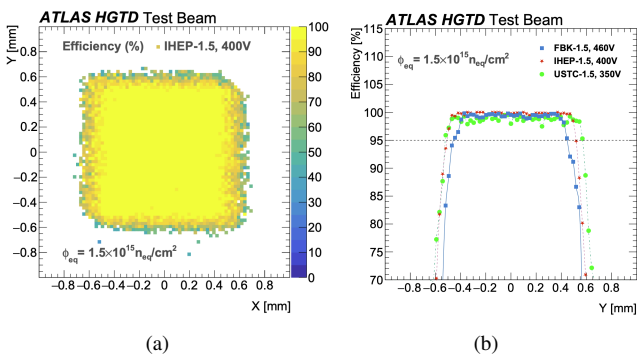 ATLAS HGTD Test Beam
Y [mm]
Efficiency (%) IHEP-1.5, 400V
0.8
0.6
0.4
0.2
0
−0.2
−0.4
−0.6
−0.8
ϕeq = 1.5×10¹⁵neq/cm²
−0.8 −0.6 −0.4 −0.2 0 0.2 0.4 0.6 0.8
X [mm]
100
90
80
70
60
50
40
30
20
10
0
(a)
ATLAS HGTD Test Beam
Efficiency [%]
115
110
105
100
95
90
85
80
75
70
ϕeq = 1.5×10¹⁵neq/cm²
FBK-1.5, 460V
IHEP-1.5, 400V
USTC-1.5, 350V
−0.8 −0.6 −0.4 −0.2 0 0.2 0.4 0.6 0.8
Y [mm]
(b)